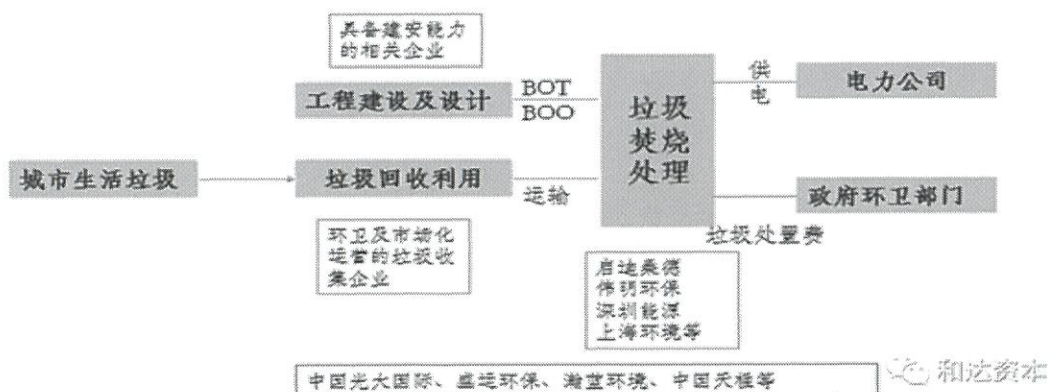 具备建安能力
的相关企业
工程建设及设计
BOT
BOO
垃圾
焚烧
处理
供
电
电力公司
城市生活垃圾
垃圾回收利用
运输
政府环卫部门
垃圾处置费
环卫及市场化
运营的垃圾收
集企业
启迪桑德
伟明环保
深圳能源
上海环境等
中国光大国际、盛运环保、瀚蓝环境、中国天楹等
和达资本